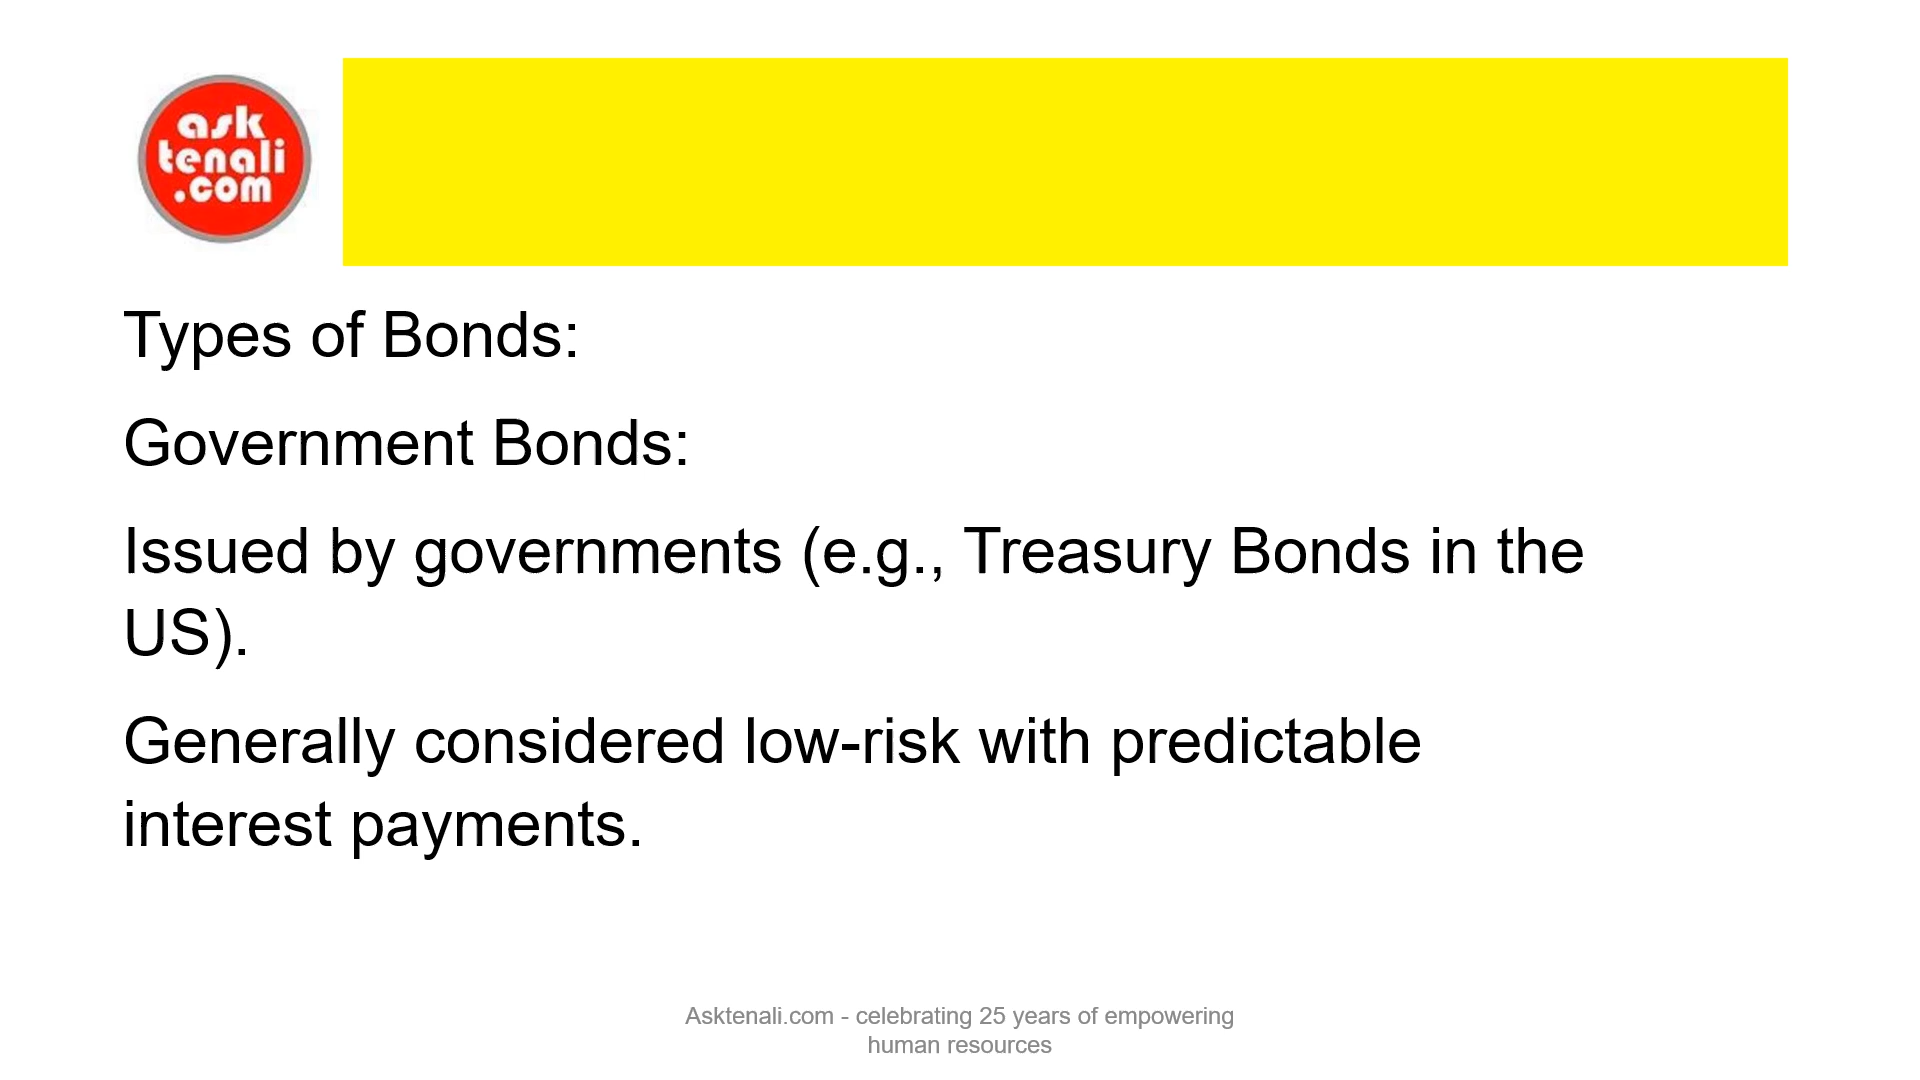 ask
tenali
.com
Types of Bonds:
Government Bonds:
Issued by governments (e.g., Treasury Bonds in the
US).
Generally considered low-risk with predictable
interest payments.
Asktenali.com - celebrating 25 years of empowering
human resources